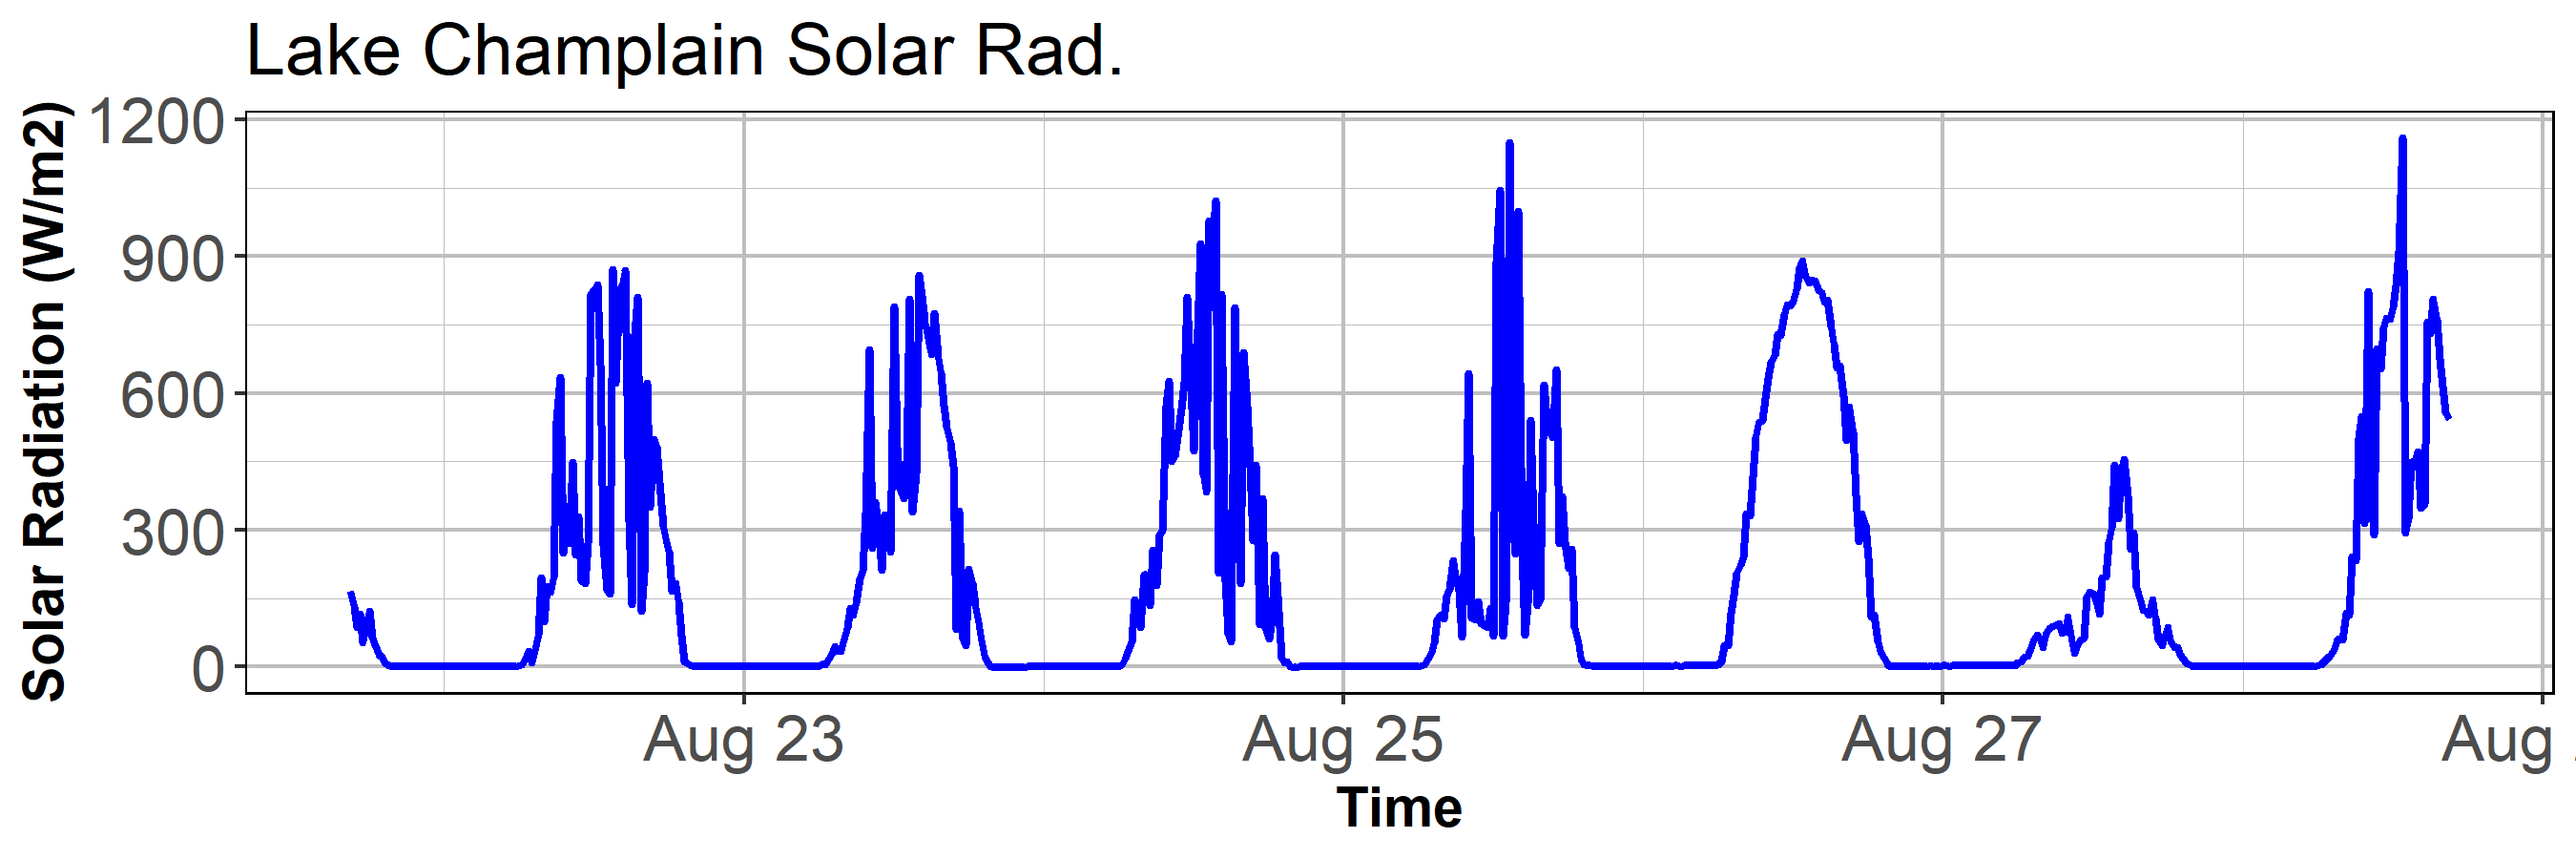 Lake Champlain Solar Rad.
Solar Radiation (W/m2)
1200
900
600
300
0
Aug 23 Aug 25 Aug 27 Aug
Time